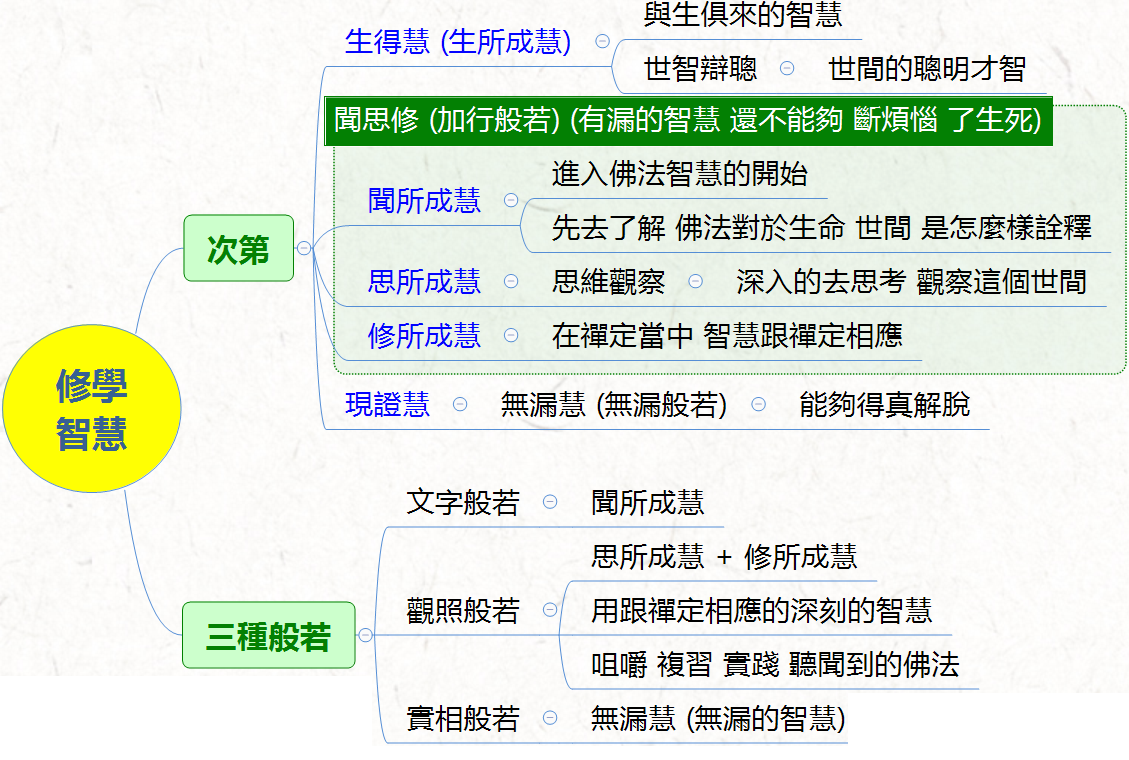 修學
智慧
次第
生得慧 (生所成慧)
與生俱來的智慧
世智辯聰
世間的聰明才智
聞思修 (加行般若) (有漏的智慧 還不能夠 斷煩惱 了生死)
聞所成慧
進入佛法智慧的開始
先去了解 佛法對於生命 世間 是怎麼樣詮釋
思所成慧
思維觀察
深入的去思考 觀察這個世間
修所成慧
在禪定當中 智慧跟禪定相應
現證慧
無漏慧 (無漏般若)
能夠得真解脫
三種般若
文字般若
聞所成慧
觀照般若
思所成慧 + 修所成慧
用跟禪定相應的深刻的智慧
咀嚼 複習 實踐 聽聞到的佛法
實相般若
無漏慧 (無漏的智慧)